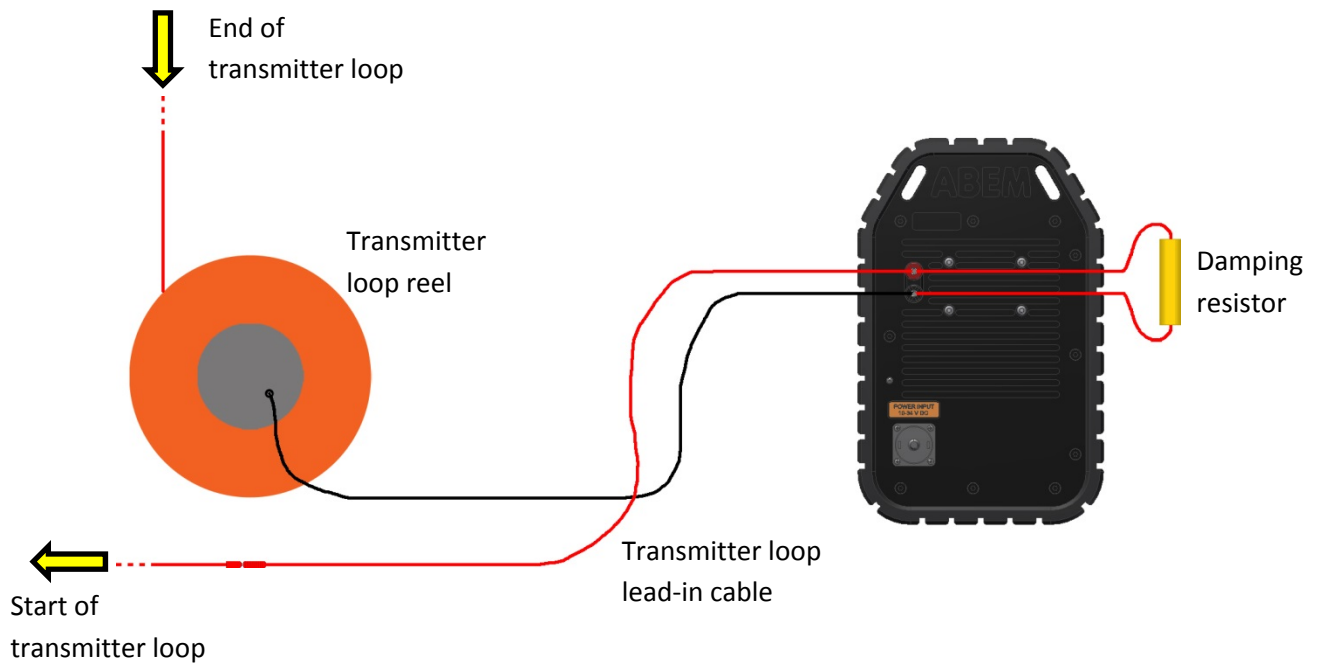 End of
transmitter loop
Transmitter
loop reel
ABEM
Damping
resistor
POWER INPUT
10-34 V DC
Transmitter loop
lead-in cable
Start of
transmitter loop